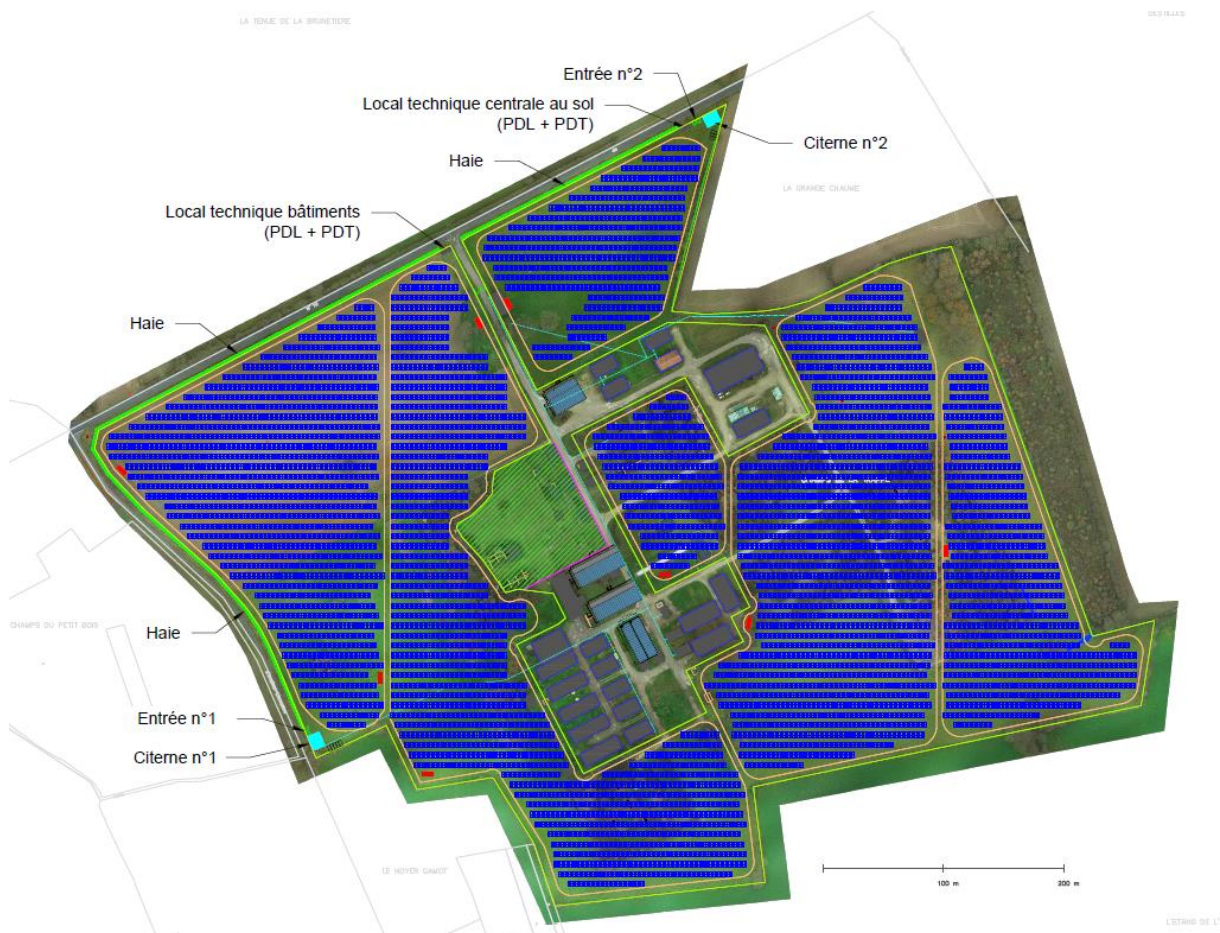 LA TENUE DE LA BRUNETIERE
Entrée n°2
Local technique centrale au sol
(PDL + PDT)
Citerne n°2
Haie
LA GRANDE CHAUME
Local technique bâtiments
(PDL + PDT)
Haie
CHAMPS DU PETIT BOIS
Haie
Entrée n°1
Citerne n°1
LE NOYER GAMOT
100 m
200 m
L'ETANG DE L'